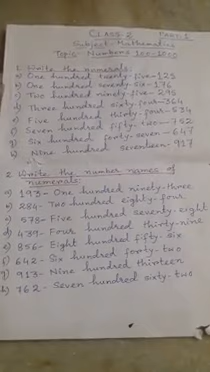 CLASS 2
Subject- Mathematics
Topic- Numbers 100-1000
1. Write the numerals:
a) One hundred twenty-five-125
b) One hundred seventy-six-176
c) Two hundred ninety-five-295
d) Three hundred sixty-four-364
e) Five hundred thirty-four-534
f) Seven hundred fifty-two-752
g) Six hundred forty-seven-647
h) Nine hundred seventeen-917
2. Write the number names of
numerals:
a) 193-One hundred ninety-three
b) 284-Two hundred eighty-four
c) 578-Five hundred seventy-eight
d) 439-Four hundred thirty-nine
e) 856-Eight hundred fifty-six
f) 642-Six hundred forty-two
g) 913-Nine hundred thirteen
h) 762-Seven hundred sixty-two